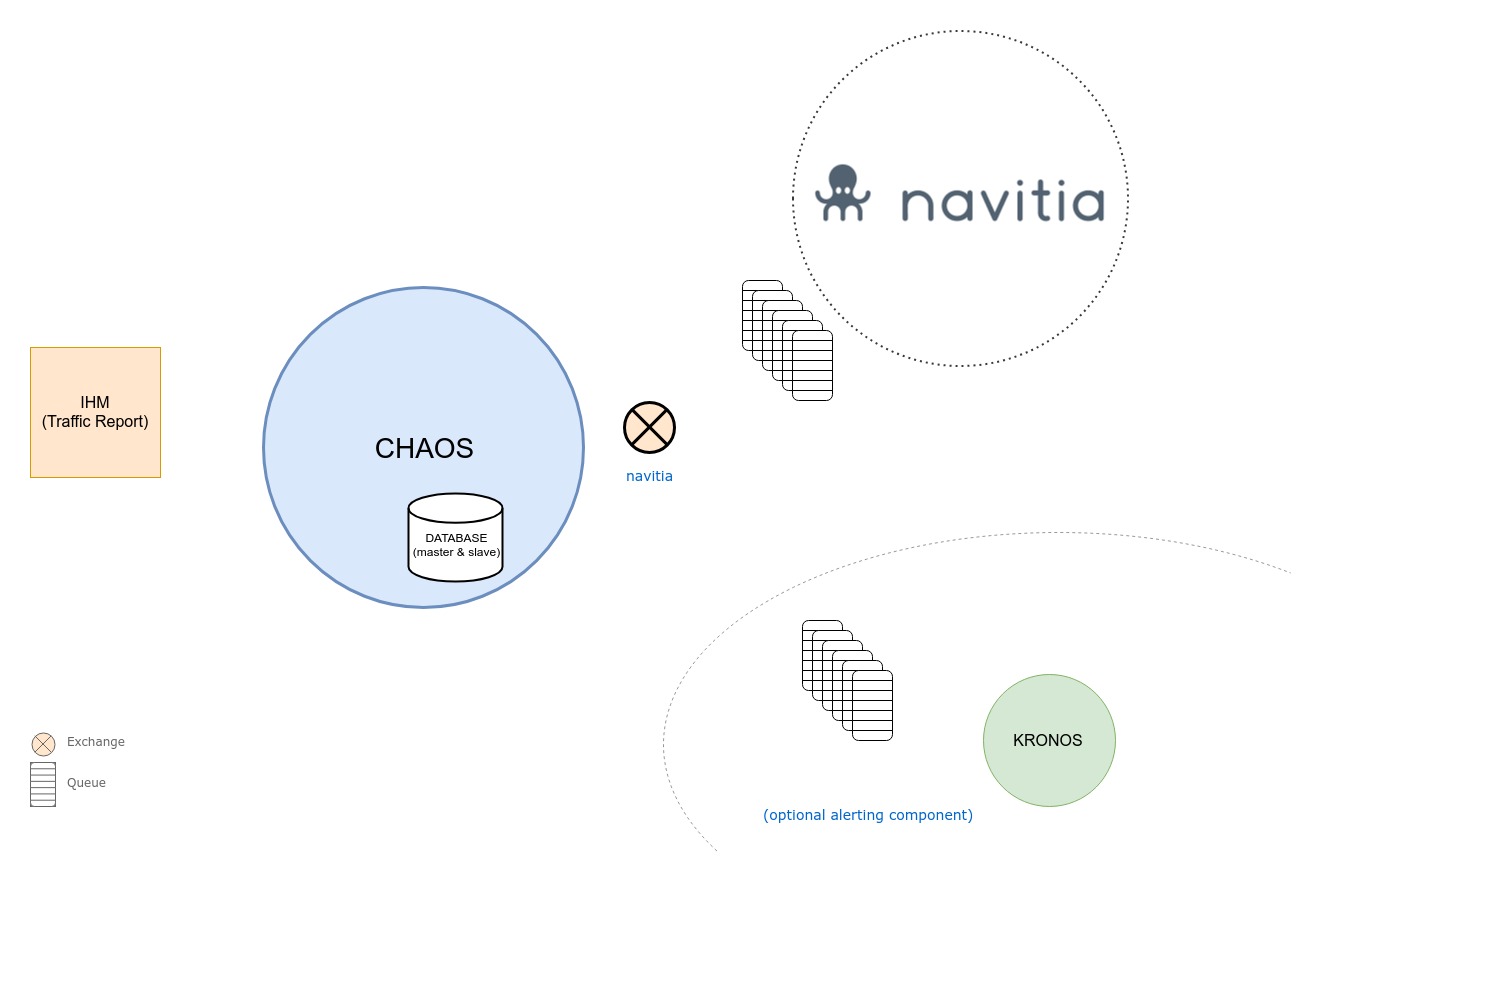 navitia
IHM
(Traffic Report)
CHAOS
navitia
DATABASE
(master & slave)
KRONOS
Exchange
Queue
(optional alerting component)